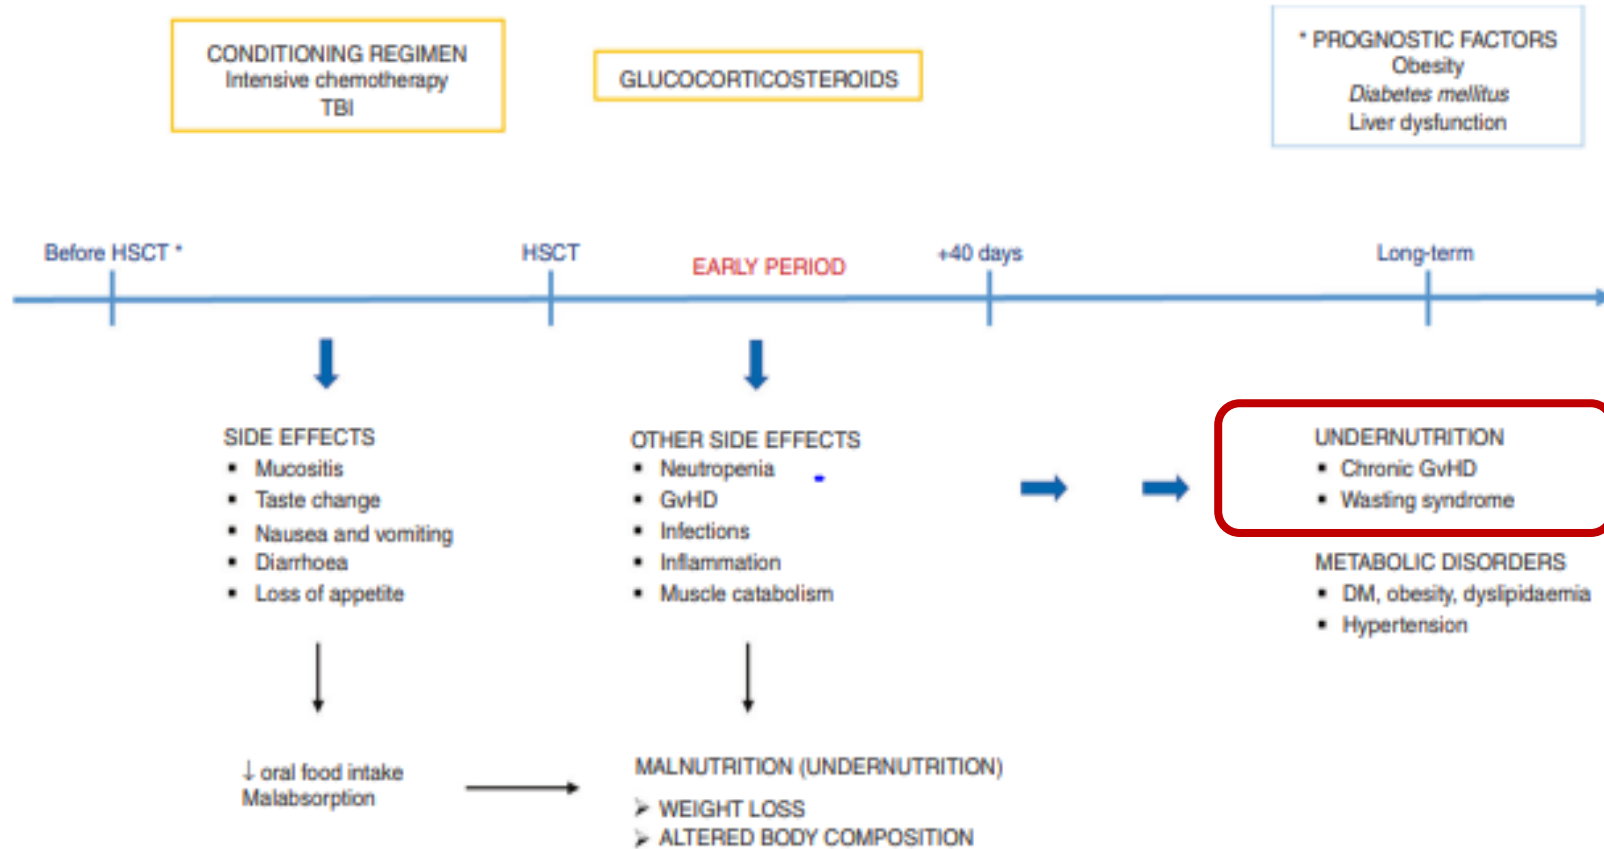 CONDITIONING REGIMEN
Intensive chemotherapy
TBI
GLUCOCORTICOSTEROIDS
* PROGNOSTIC FACTORS
Obesity
Diabetes mellitus
Liver dysfunction
Before HSCT *
HSCT
EARLY PERIOD
+40 days
Long-term
SIDE EFFECTS
▪ Mucositis
▪ Taste change
▪ Nausea and vomiting
▪ Diarrhoea
▪ Loss of appetite
OTHER SIDE EFFECTS
▪ Neutropenia
▪ GvHD
▪ Infections
▪ Inflammation
▪ Muscle catabolism
UNDERNUTRITION
▪ Chronic GvHD
▪ Wasting syndrome
METABOLIC DISORDERS
▪ DM, obesity, dyslipidaemia
▪ Hypertension
↓ oral food intake
Malabsorption
MALNUTRITION (UNDERNUTRITION)
➢ WEIGHT LOSS
➢ ALTERED BODY COMPOSITION